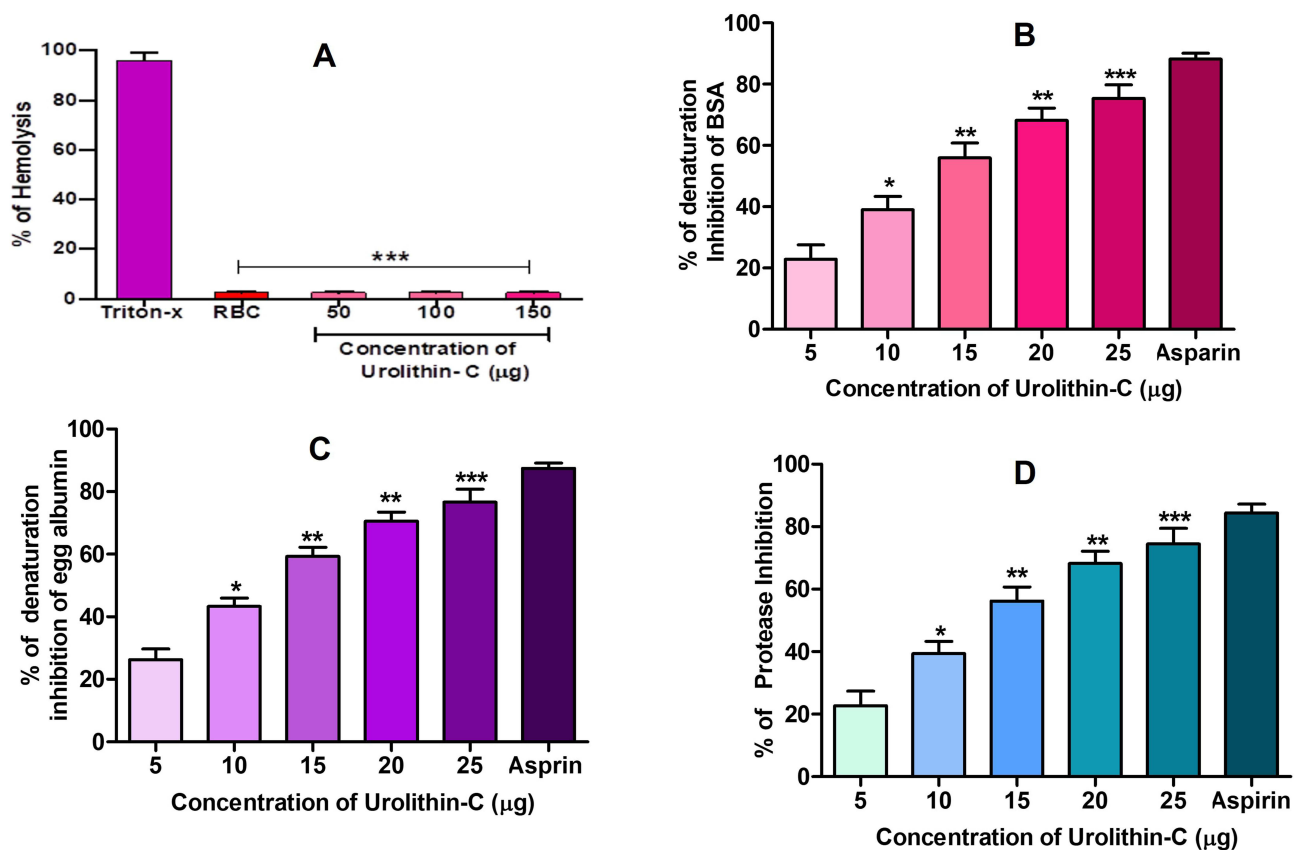 A
% of Hemolysis
100
80
60
40
20
0
***
Triton-x RBC 50 100 150
Concentration of
Urolithin- C (µg)
B
% of denaturation
Inhibition of BSA
100
80
60
40
20
0
*
**
**
***
5 10 15 20 25 Asparin
Concentration of Urolithin-C (µg)
C
% of denaturation
inhibition of egg albumin
100
80
60
40
20
0
*
**
**
***
5 10 15 20 25 Asprin
Concentration of Urolithin-C (µg)
D
% of Protease Inhibition
100
80
60
40
20
0
*
**
**
***
5 10 15 20 25 Aspirin
Concentration of Urolithin-C (µg)